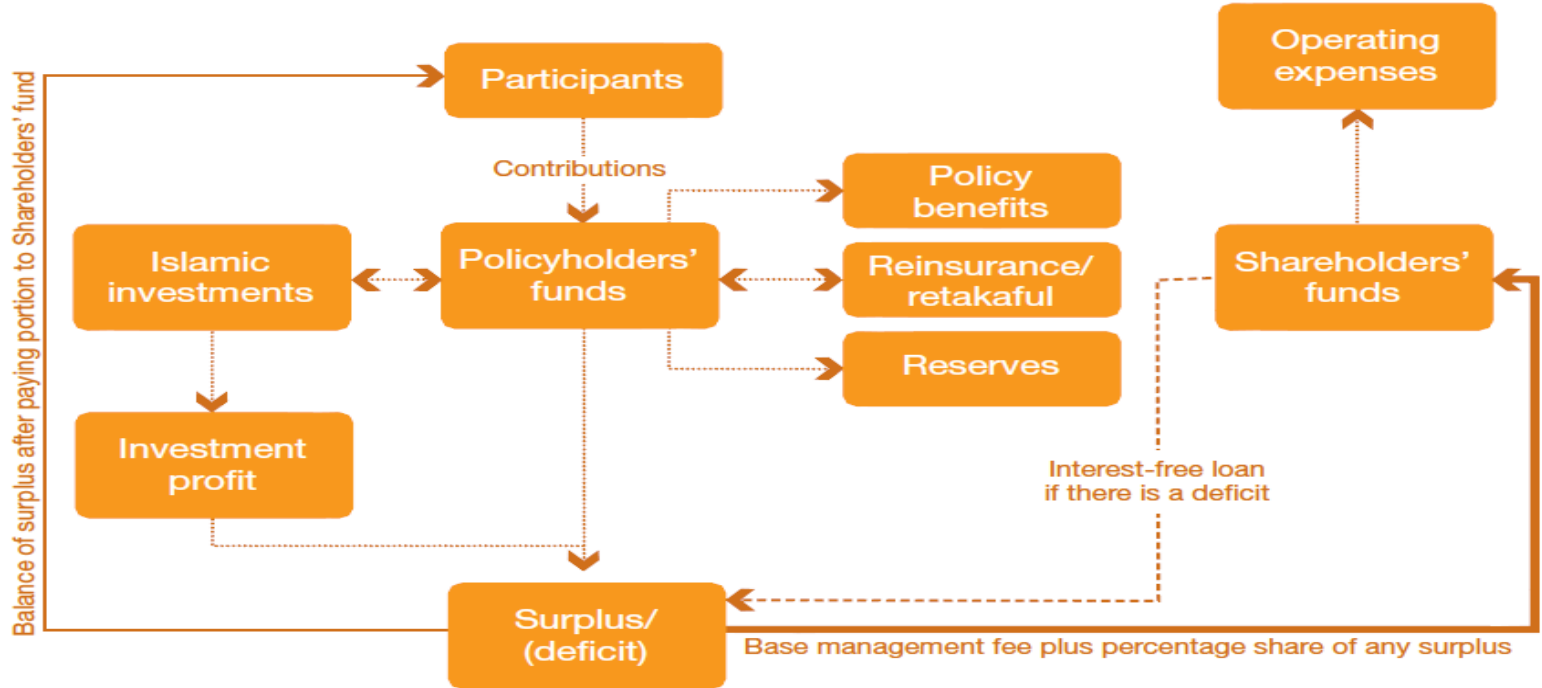 Operating
expenses
Participants
Balance of surplus after paying portion to Shareholders' fund
Contributions
Policy
benefits
Islamic
investments
Policyholders'
funds
Reinsurance/
retakaful
Shareholders'
funds
Reserves
Investment
profit
Interest-free loan
if there is a deficit
Surplus/
(deficit)
Base management fee plus percentage share of any surplus